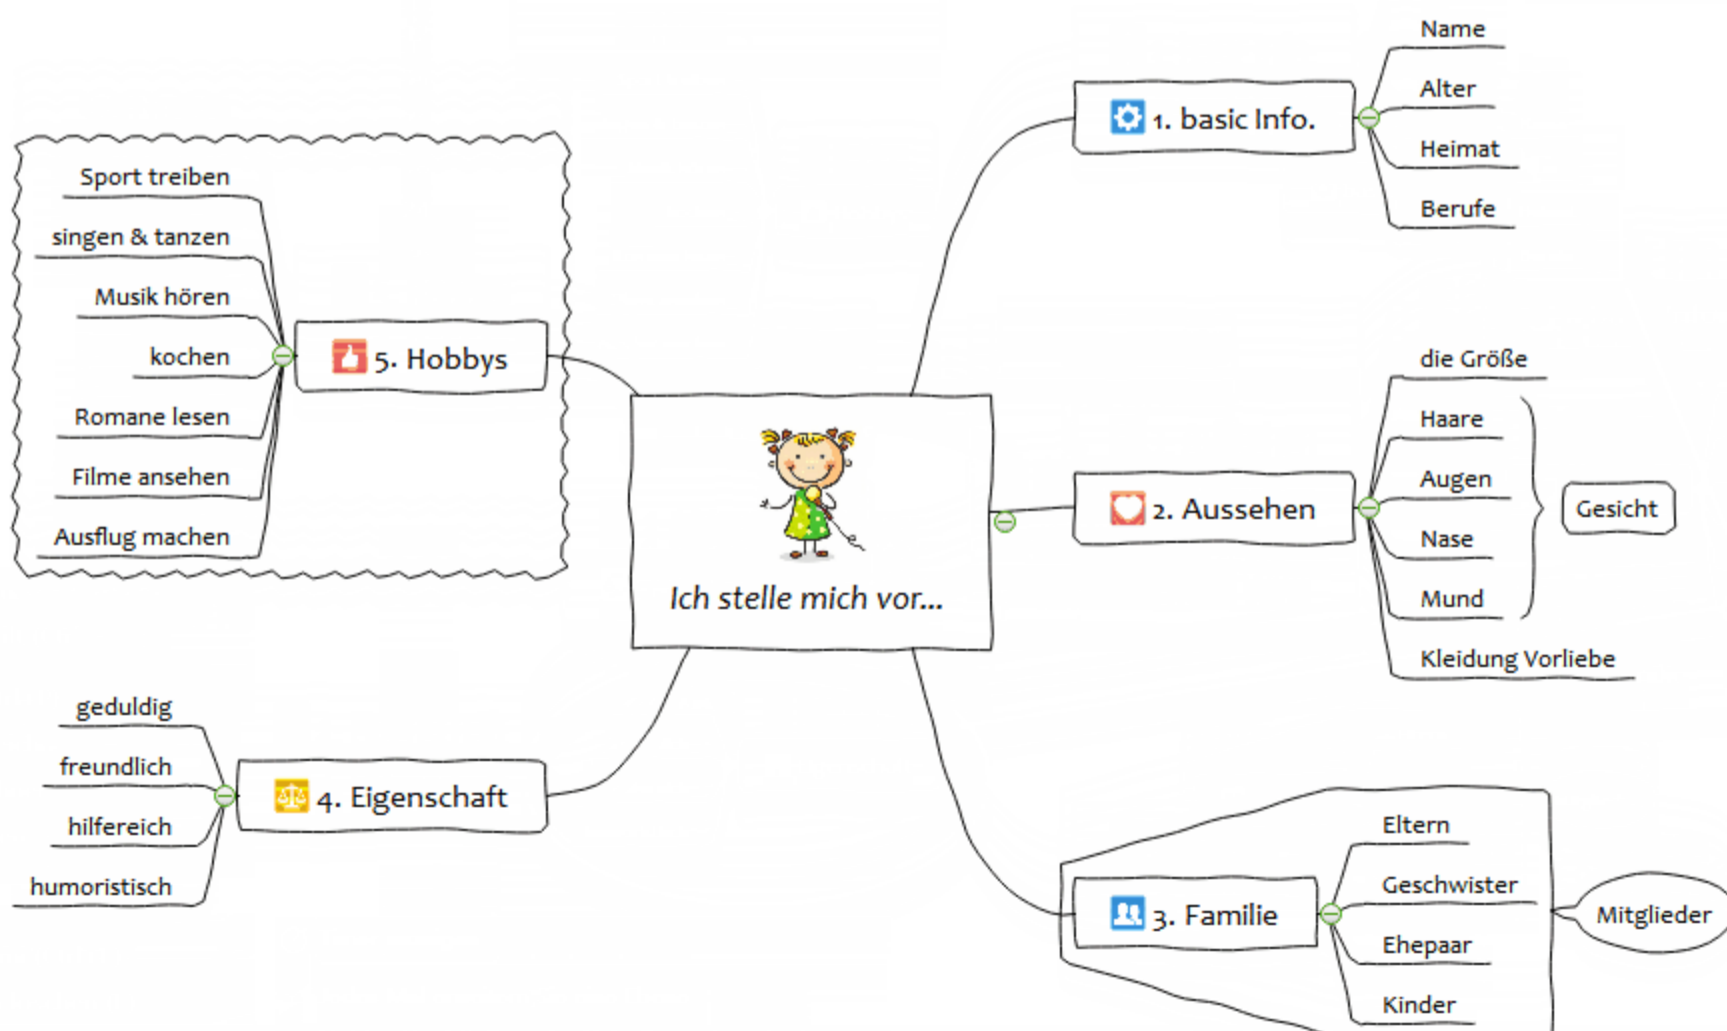 Ich stelle mich vor...
1. basic Info.
Name
Alter
Heimat
Berufe
2. Aussehen
die Größe
Haare
Augen
Nase
Mund
Gesicht
Kleidung Vorliebe
3. Familie
Eltern
Geschwister
Ehepaar
Kinder
Mitglieder
4. Eigenschaft
geduldig
freundlich
hilfereich
humoristisch
5. Hobbys
Sport treiben
singen & tanzen
Musik hören
kochen
Romane lesen
Filme ansehen
Ausflug machen